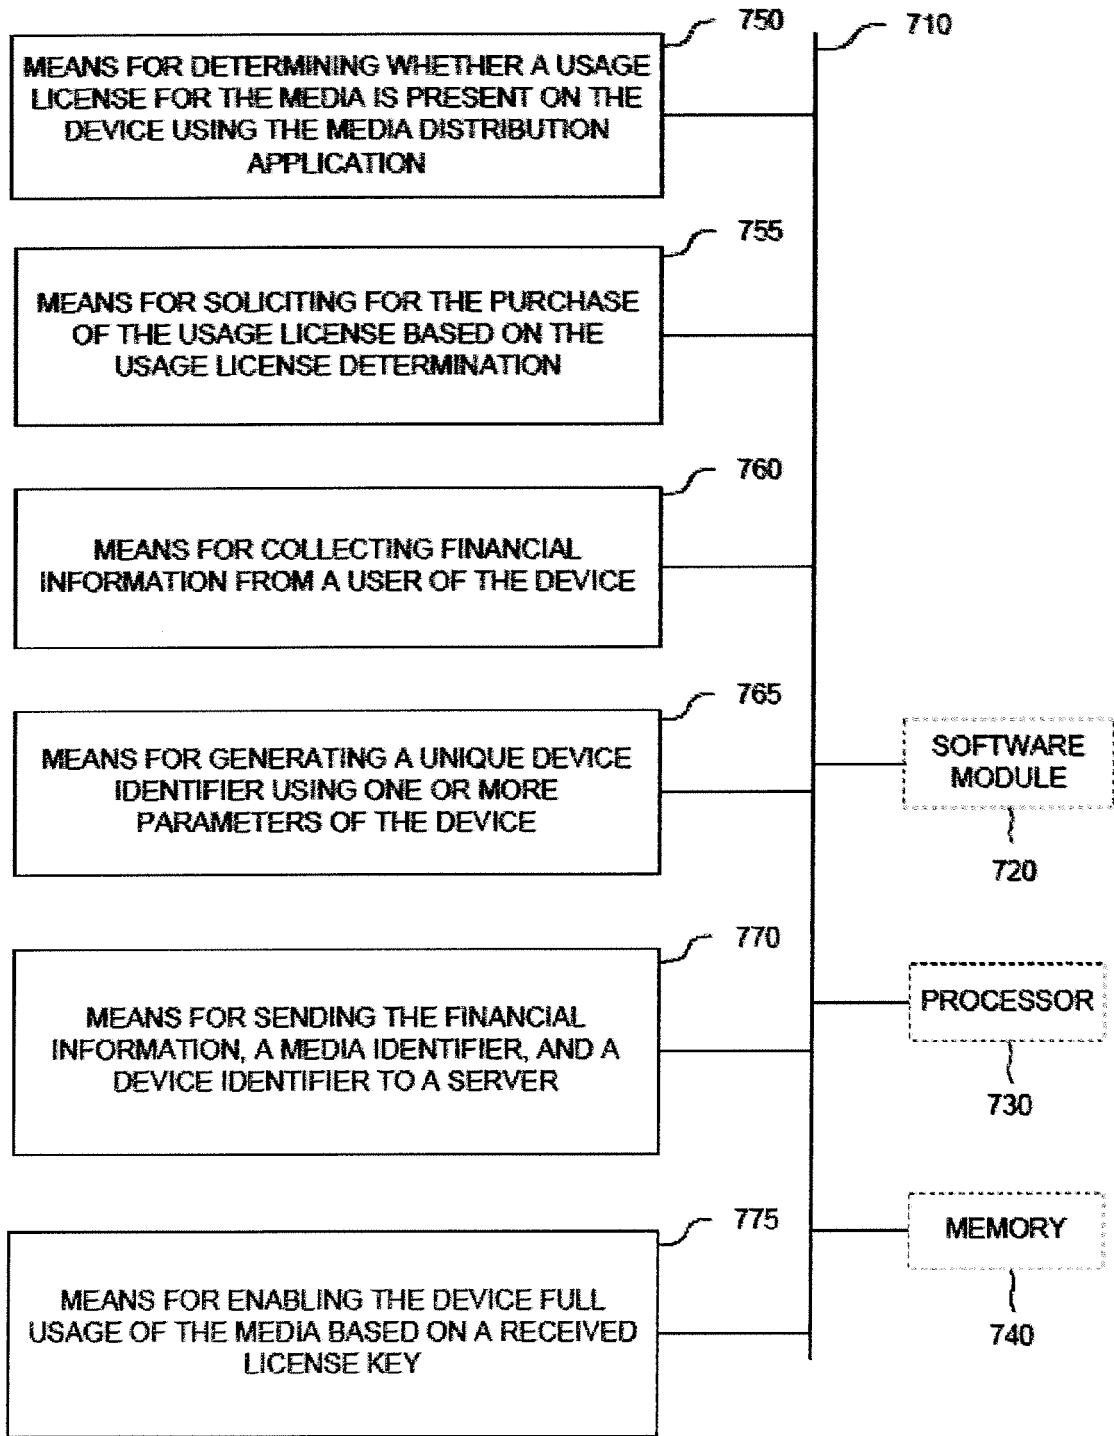 750
710
MEANS FOR DETERMINING WHETHER A USAGE
LICENSE FOR THE MEDIA IS PRESENT ON THE
DEVICE USING THE MEDIA DISTRIBUTION
APPLICATION
755
MEANS FOR SOLICITING FOR THE PURCHASE
OF THE USAGE LICENSE BASED ON THE
USAGE LICENSE DETERMINATION
760
MEANS FOR COLLECTING FINANCIAL
INFORMATION FROM A USER OF THE DEVICE
765
MEANS FOR GENERATING A UNIQUE DEVICE
IDENTIFIER USING ONE OR MORE
PARAMETERS OF THE DEVICE
SOFTWARE
MODULE
720
770
MEANS FOR SENDING THE FINANCIAL
INFORMATION, A MEDIA IDENTIFIER, AND A
DEVICE IDENTIFIER TO A SERVER
PROCESSOR
730
775
MEANS FOR ENABLING THE DEVICE FULL
USAGE OF THE MEDIA BASED ON A RECEIVED
LICENSE KEY
MEMORY
740